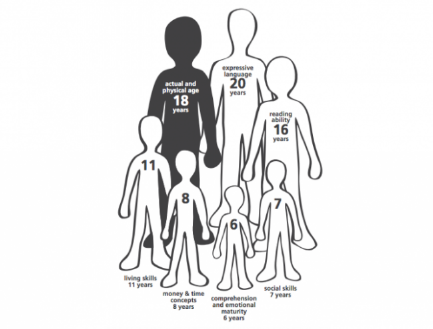 actual and
physical age
18
years
expressive
language
20
years
reading
ability
16
years
11
8
6
7
living skills
11 years
money & time
concepts
8 years
comprehension
and emotional
maturity
6 years
social skills
7 years